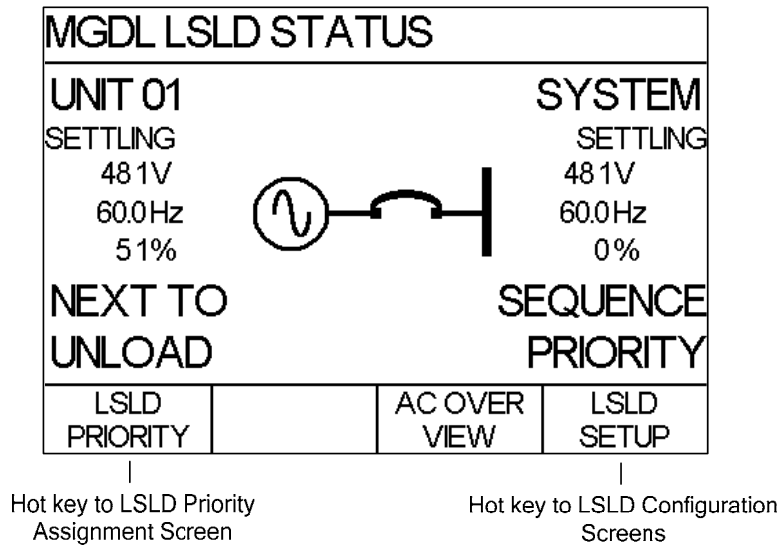 MGDL LSLD STATUS
UNIT 01
SYSTEM
SETTLING
SETTLING
481V
481V
60.0Hz
60.0Hz
51%
0%
NEXT TO
UNLOAD
SEQUENCE
PRIORITY
LSLD
PRIORITY
AC OVER
VIEW
LSLD
SETUP
Hot key to LSLD Priority
Assignment Screen
Hot key to LSLD Configuration
Screens